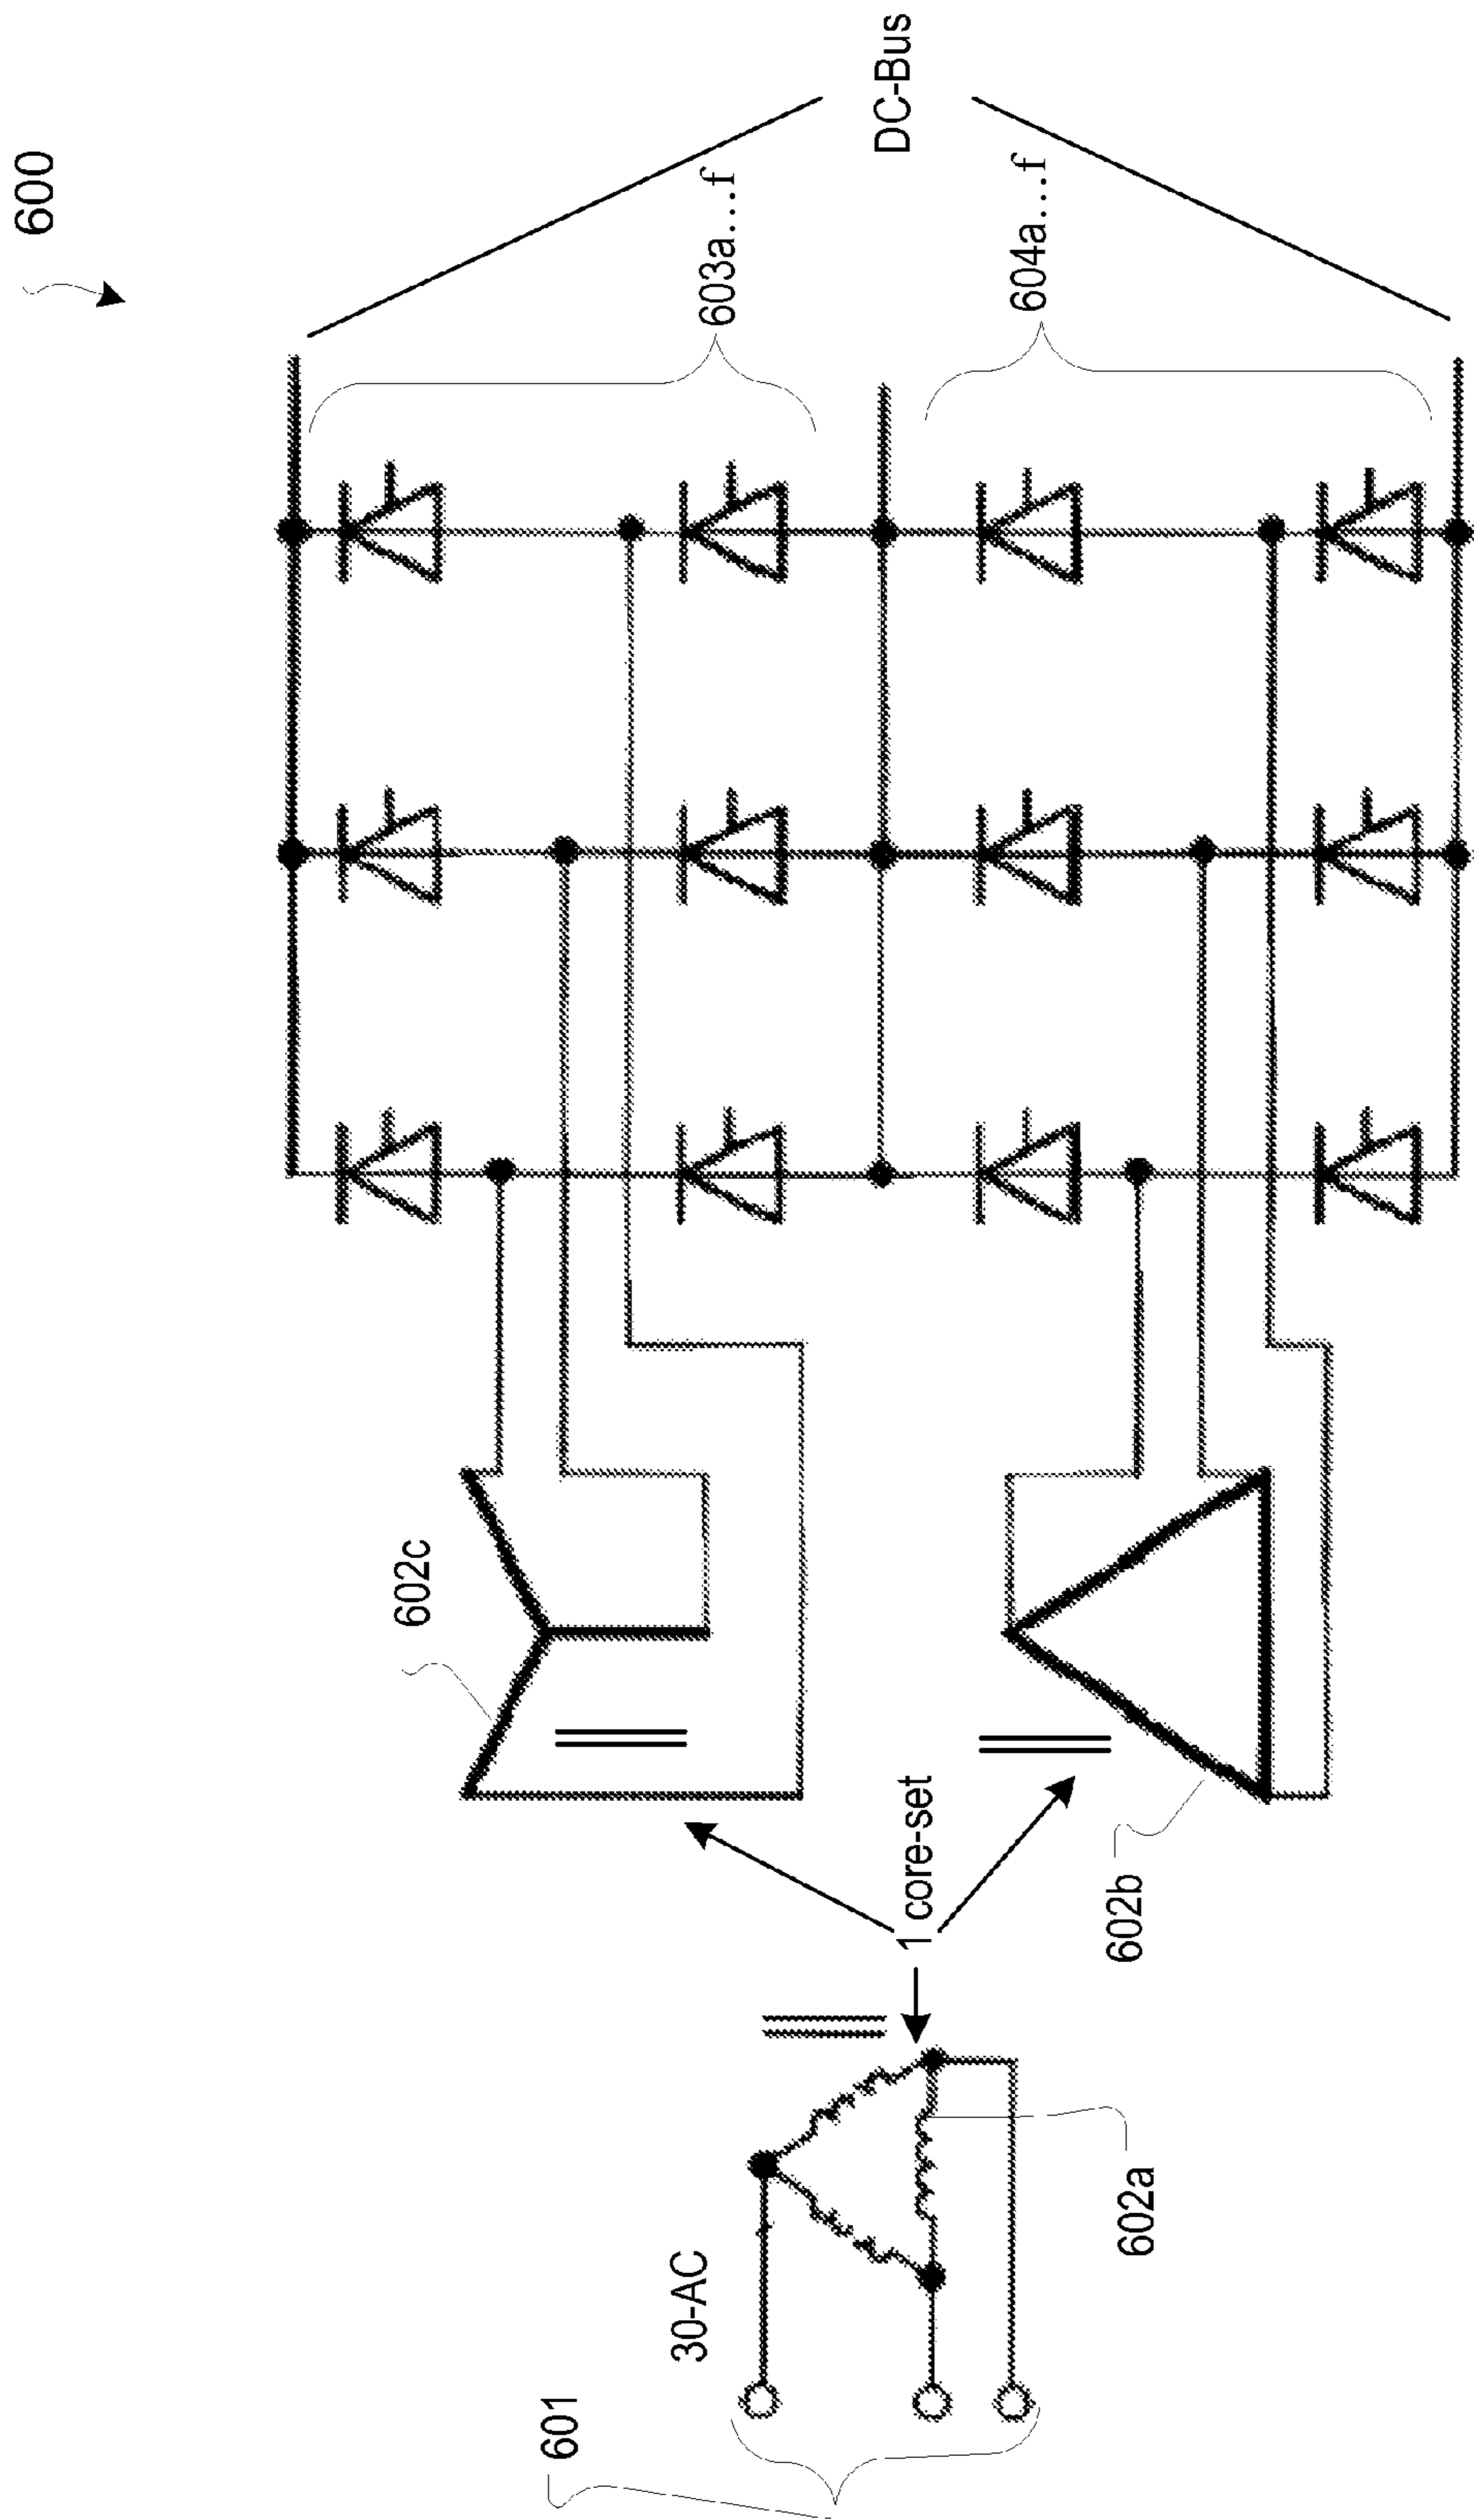 600
DC-Bus
603a...f
604a...f
602c
1 core-set
602b
30-AC
602a
601